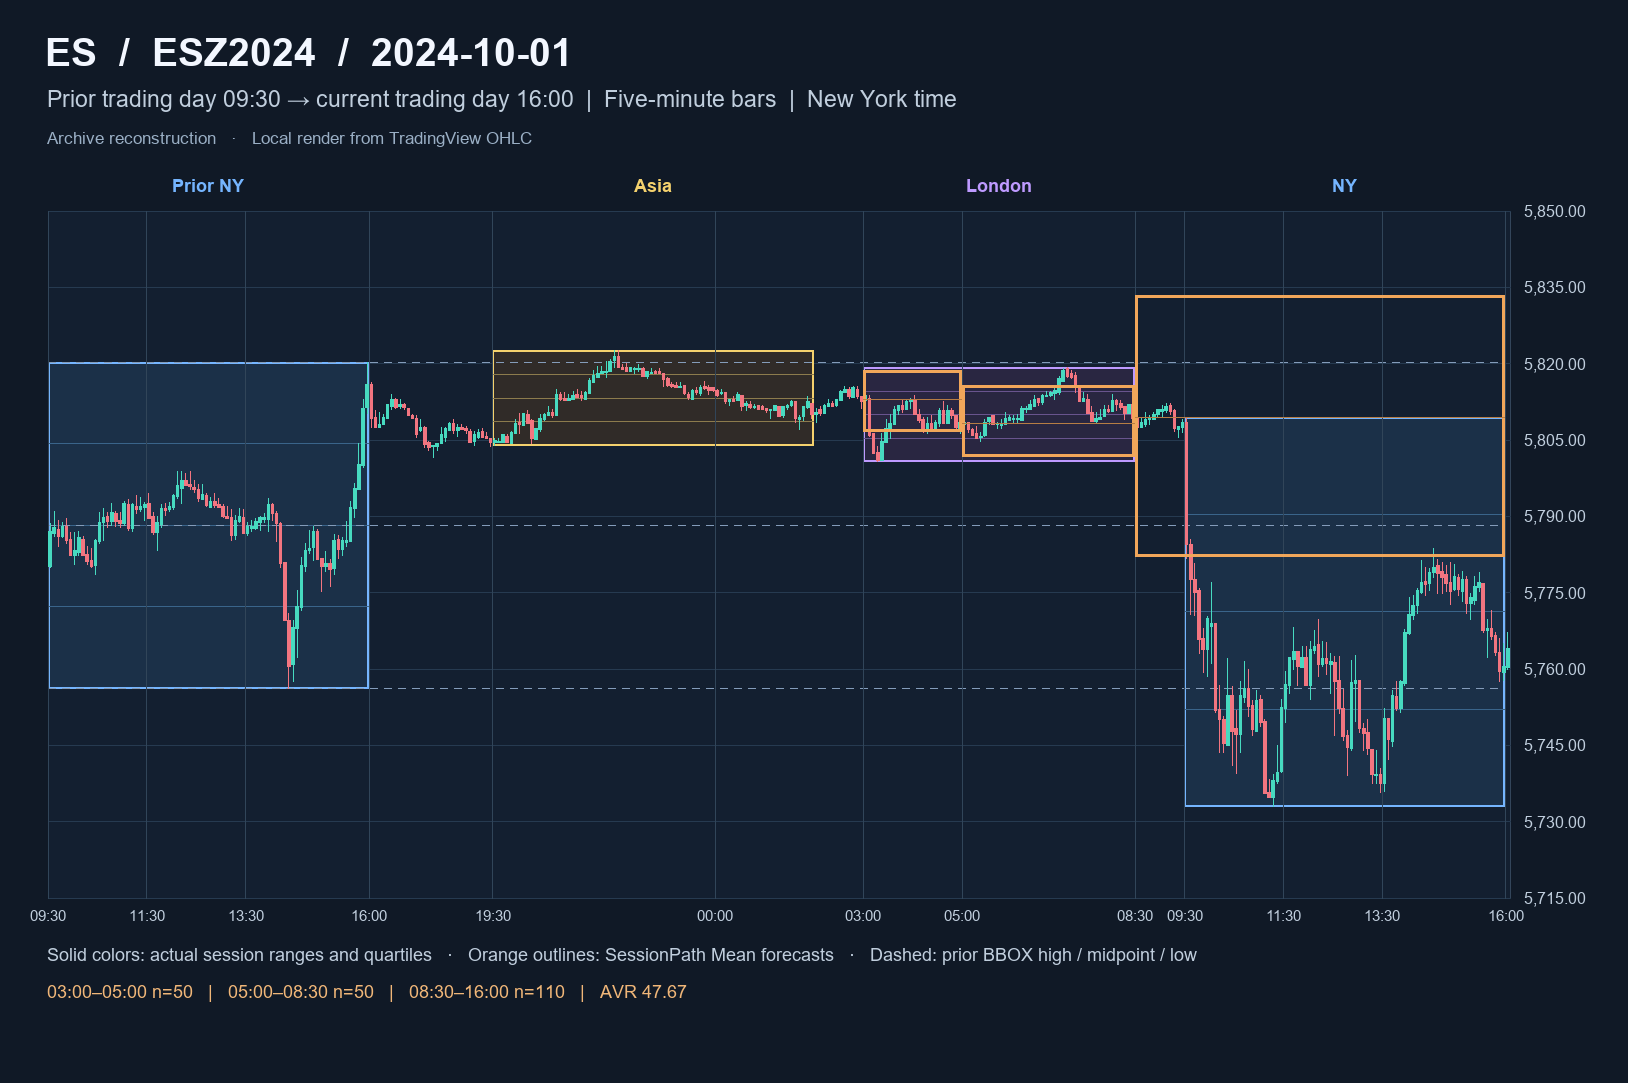 ES / ESZ2024 / 2024-10-01
Prior trading day 09:30 → current trading day 16:00 | Five-minute bars | New York time
Archive reconstruction · Local render from TradingView OHLC
Prior NY Asia London NY
5,850.00
5,835.00
5,820.00
5,805.00
5,790.00
5,775.00
5,760.00
5,745.00
5,730.00
5,715.00
09:30 11:30 13:30 16:00 19:30 00:00 03:00 05:00 08:30 09:30 11:30 13:30 16:00
Solid colors: actual session ranges and quartiles · Orange outlines: SessionPath Mean forecasts · Dashed: prior BBOX high / midpoint / low
03:00–05:00 n=50 | 05:00–08:30 n=50 | 08:30–16:00 n=110 | AVR 47.67